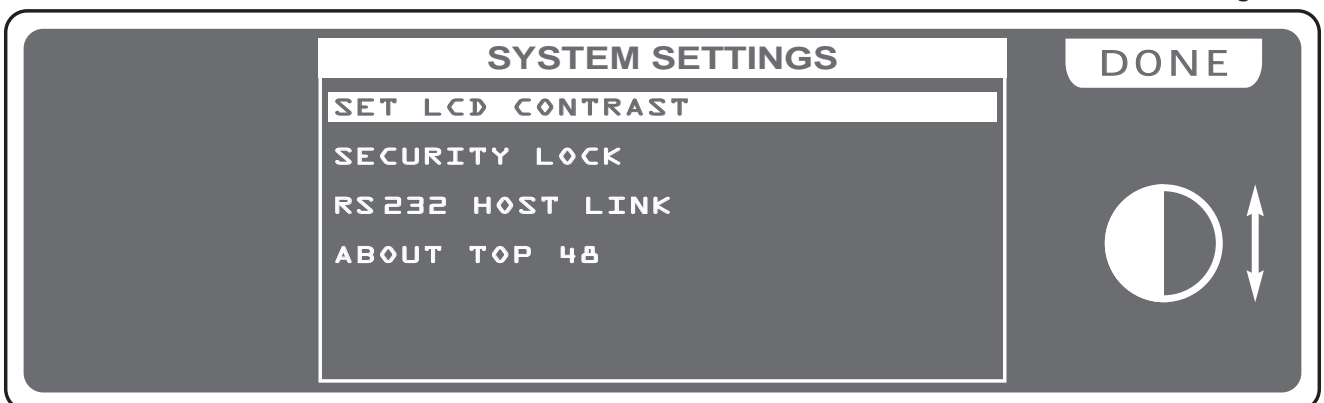 SYSTEM SETTINGS
DONE
SET LCD CONTRAST
SECURITY LOCK
RS232 HOST LINK
ABOUT TOP 48